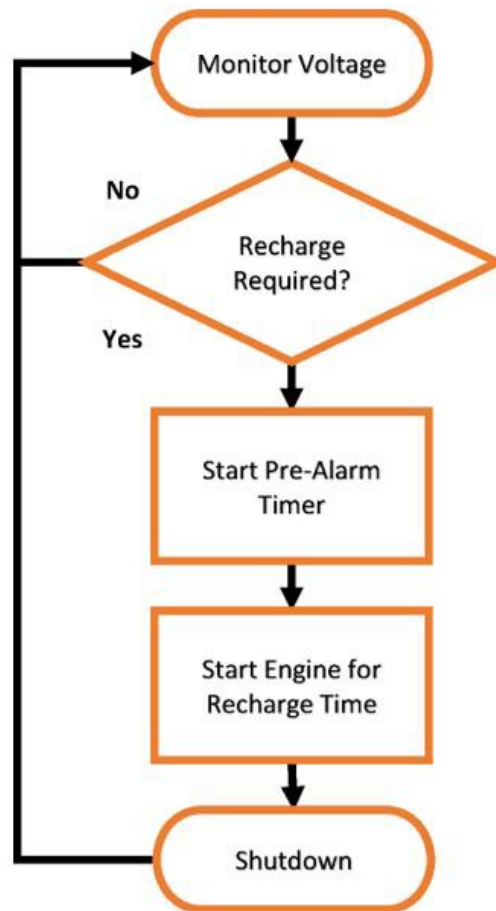 Monitor Voltage
No
Recharge
Required?
Yes
Start Pre-Alarm
Timer
Start Engine for
Recharge Time
Shutdown